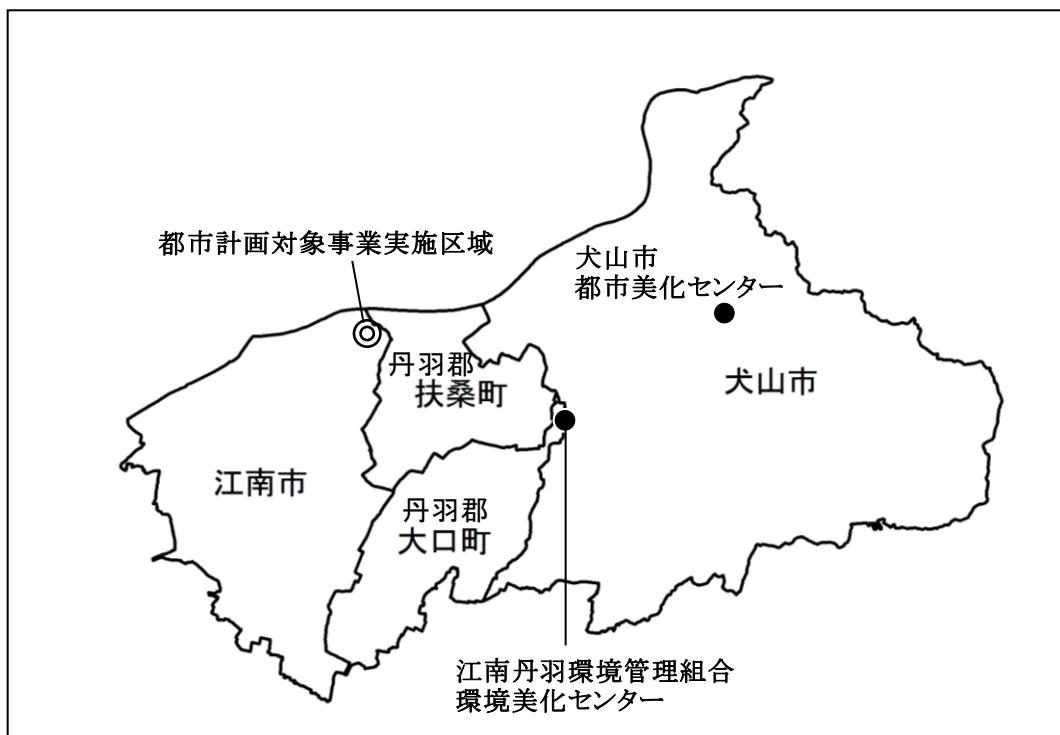 都市計画対象事業実施区域
犬山市
都市美化センター
丹羽郡
扶桑町
犬山市
江南市
丹羽郡
大口町
江南丹羽環境管理組合
環境美化センター